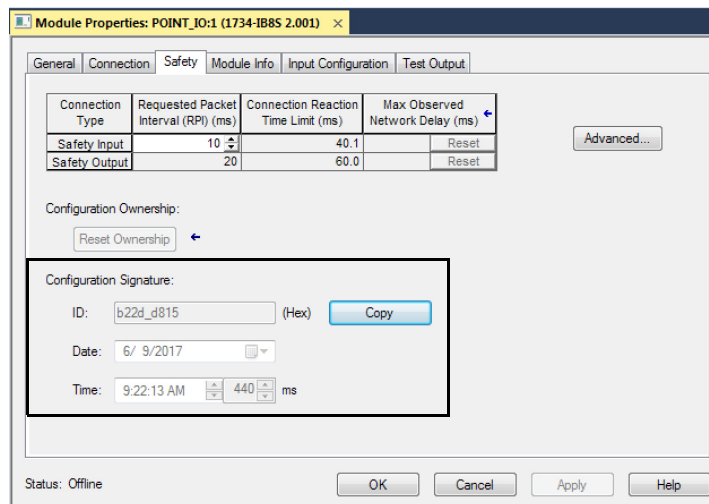 Module Properties: POINT_IO:1 (1734-IB8S 2.001) ×
General Connection Safety Module Info Input Configuration Test Output
Connection Type Requested Packet Interval (RPI) (ms) Connection Reaction Time Limit (ms) Max Observed Network Delay (ms)
Safety Input 10 40.1 Reset
Safety Output 20 60.0 Reset
Advanced...
Configuration Ownership:
Reset Ownership
Configuration Signature:
ID: b22d_d815 (Hex) Copy
Date: 6/ 9/2017
Time: 9:22:13 AM 440 ms
Status: Offline OK Cancel Apply Help